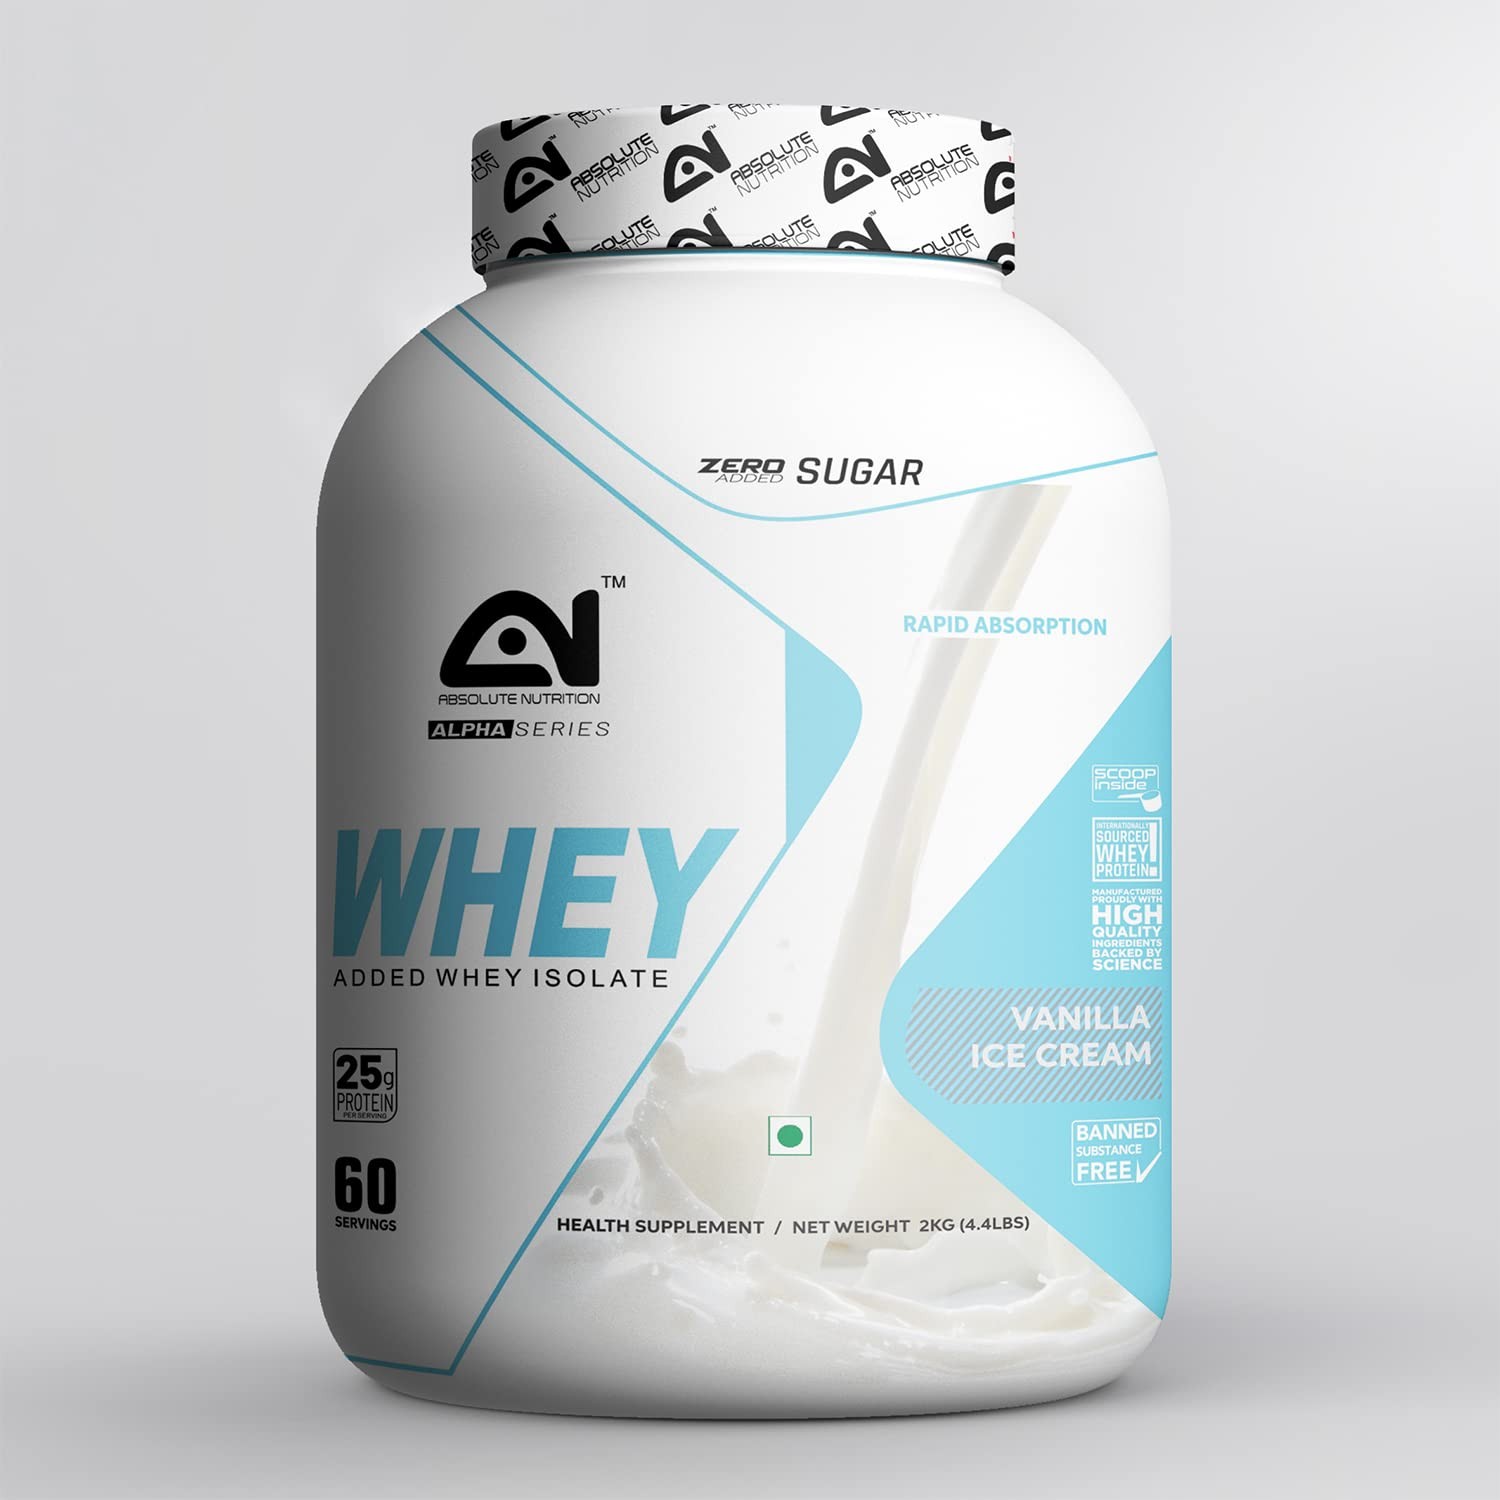 ABSOLUTE
NUTRITION
ABSOLUTE
NUTRITION
ABSOLUTE
NUTRITION
ZERO
ADDED SUGAR
TM
ABSOLUTE NUTRITION
ALPHA SERIES
RAPID ABSORPTION
SCOOP
inside
INTERNATIONALLY
SOURCED
WHEY
PROTEIN!
MANUFACTURED
PROUDLY WITH
HIGH
QUALITY
INGREDIENTS
BACKED BY
SCIENCE
WHEY
ADDED WHEY ISOLATE
VANILLA
ICE CREAM
25g
PROTEIN
PER SERVING
60
SERVINGS
BANNED
SUBSTANCE
FREE
HEALTH SUPPLEMENT / NET WEIGHT 2KG (4.4LBS)